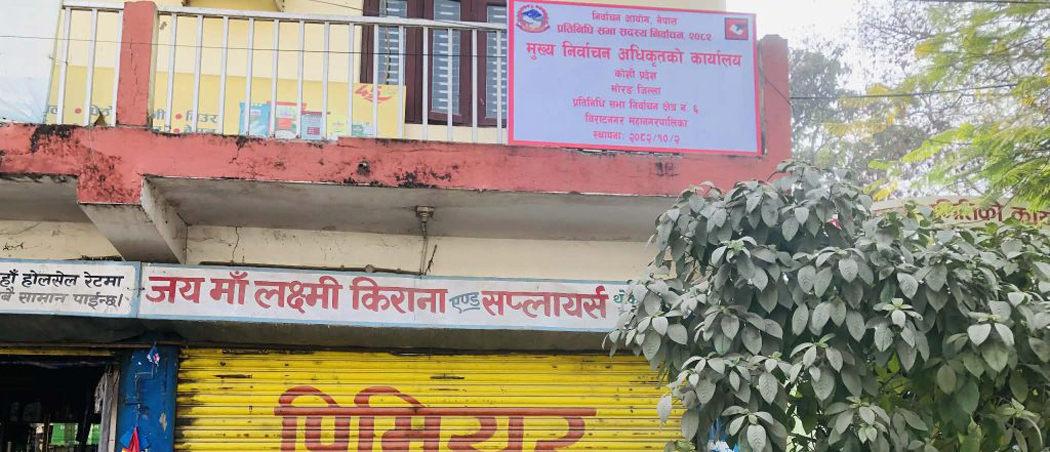 निर्वाचन आयोग, नेपाल
प्रतिनिधि सभा सदस्य निर्वाचन २०८२
मुख्य निर्वाचन अधिकृतको कार्यालय
कोशी प्रदेश
मोरङ जिल्ला
प्रतिनिधि सभा निर्वाचन क्षेत्र नं. ६
विराटनगर महानगरपालिका
स्थापना: २०८२/१०/२
होलसेल रेटमा
सामान पाईन्छ।
जय माँ लक्ष्मी किराना एण्ड सप्लायर्स
प्रिमियर